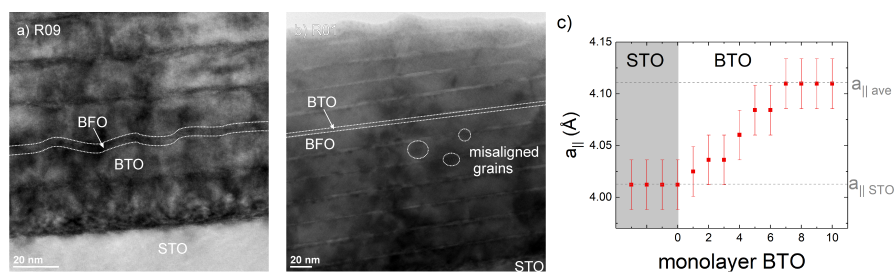 a) R09
BFO
BTO
STO
20 nm
b) R01
BTO
BFO
misaligned
grains
20 nm
STO
c)
STO
BTO
4.15
4.10
4.05
4.00
a|| (Å)
a|| ave
a|| STO
0 2 4 6 8 10
monolayer BTO